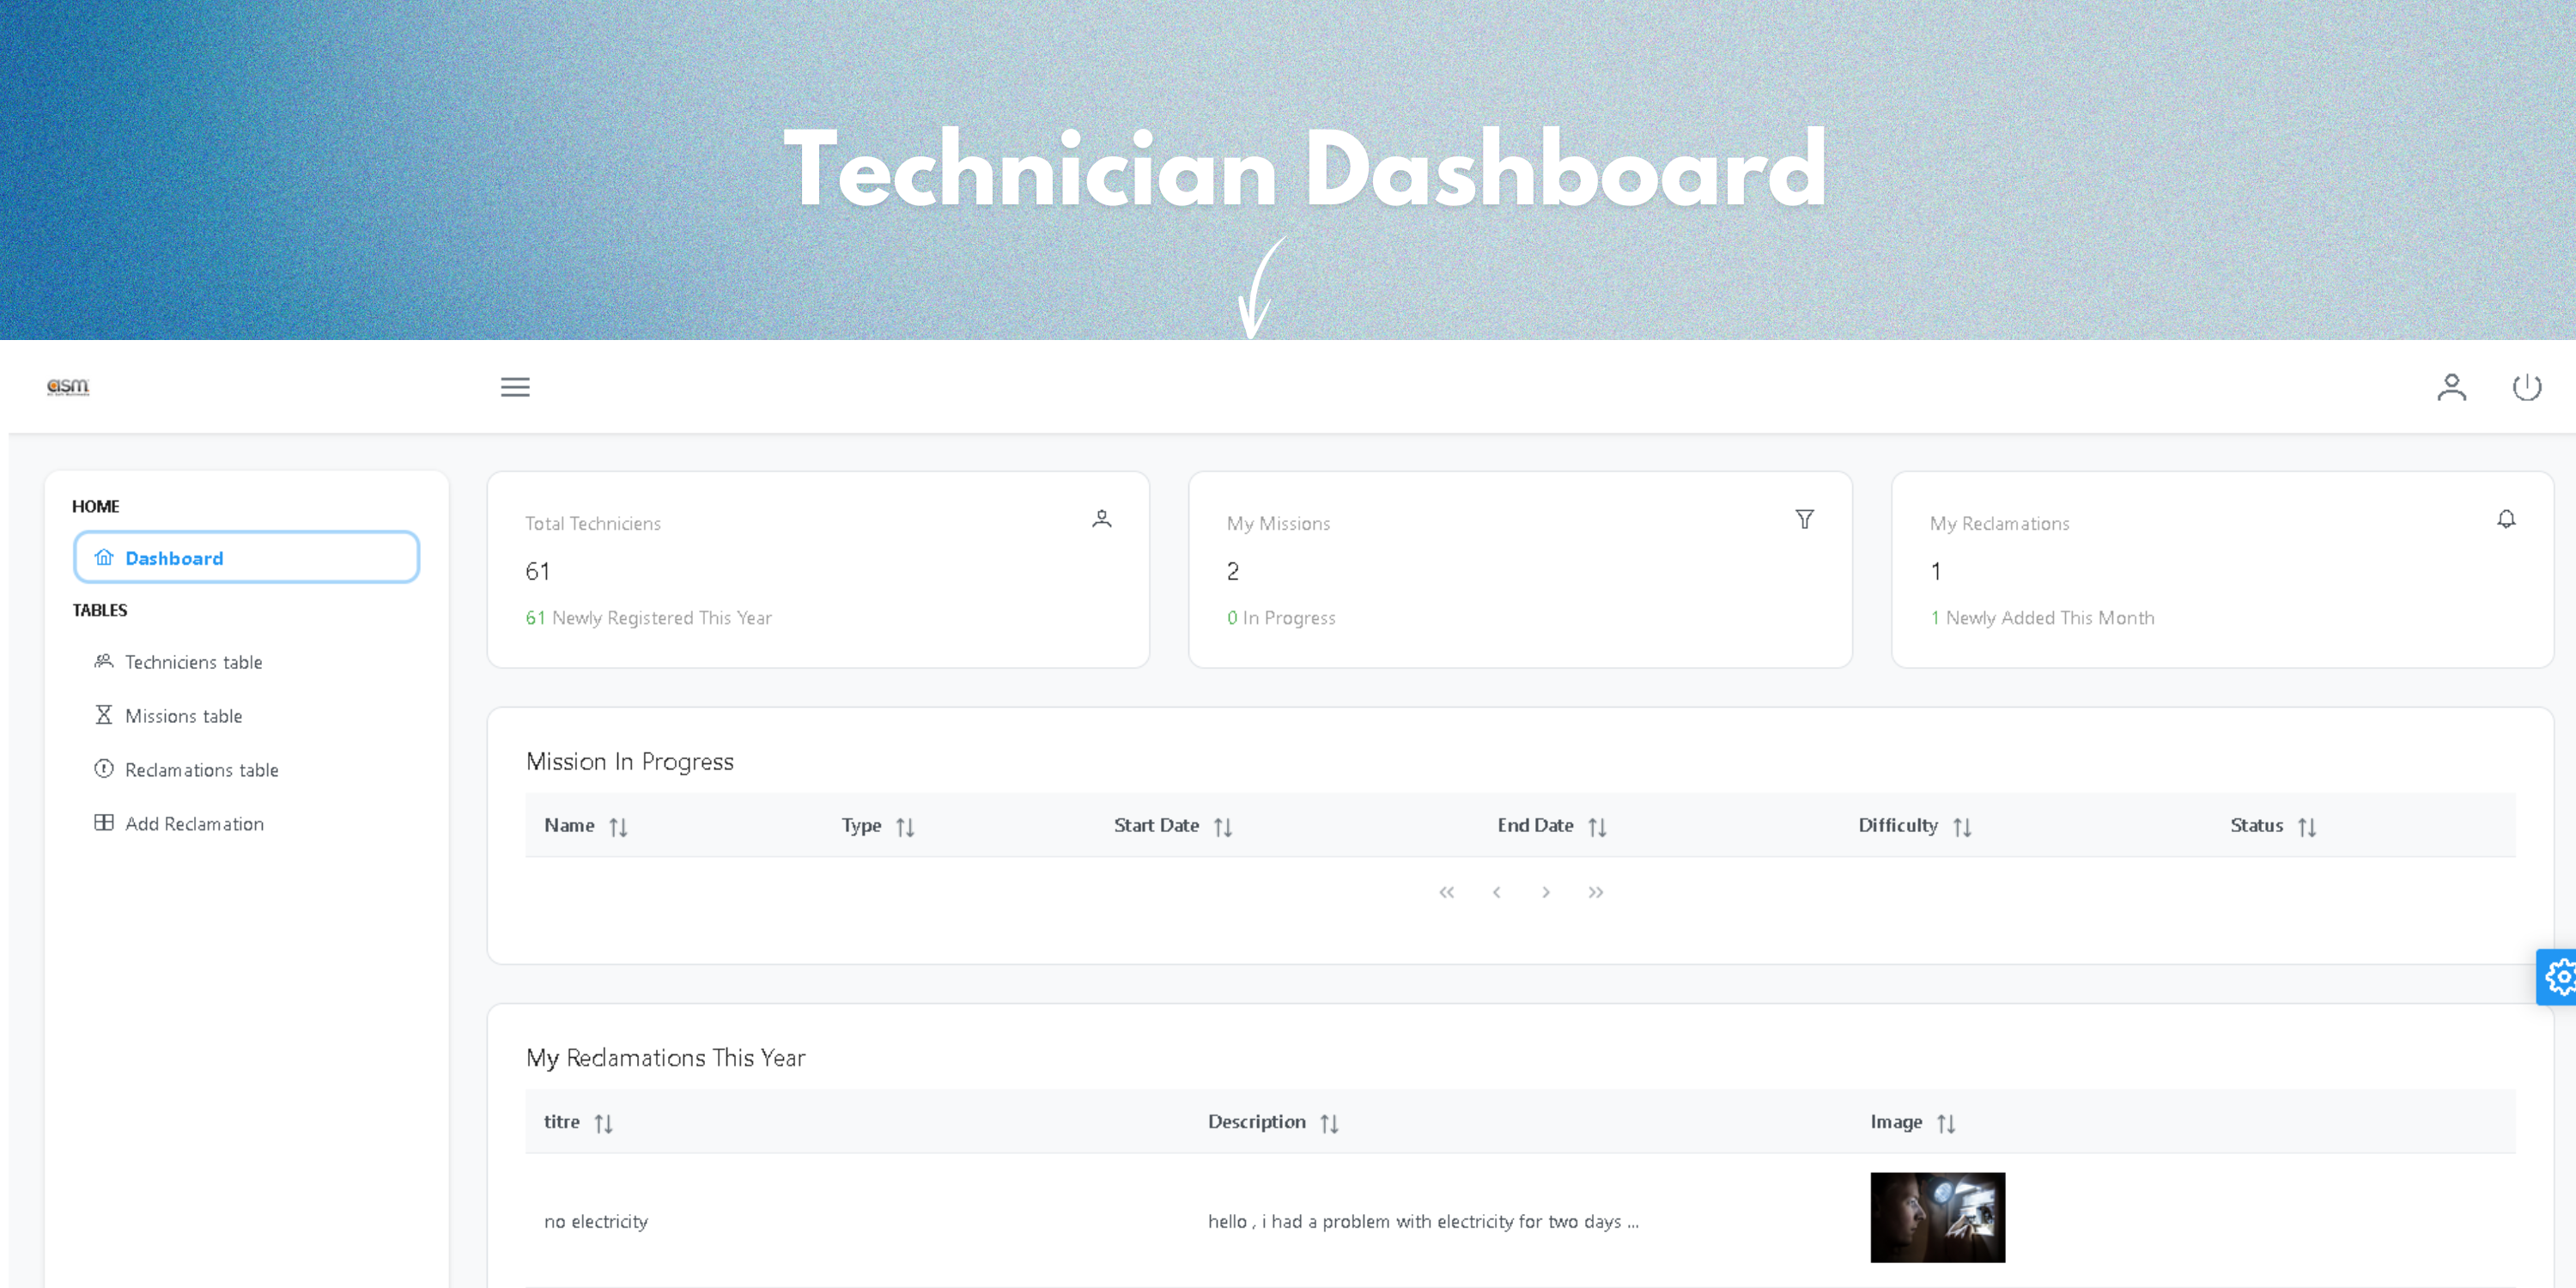 Technician Dashboard
asm
HOME
Dashboard
TABLES
Techniciens table
Missions table
Reclamations table
Add Reclamation
Total Techniciens
61
61 Newly Registered This Year
My Missions
2
0 In Progress
My Reclamations
1
1 Newly Added This Month
Mission In Progress
Name Type Start Date End Date Difficulty Status
My Reclamations This Year
titre Description Image
no electricity hello , i had a problem with electricity for two days ...